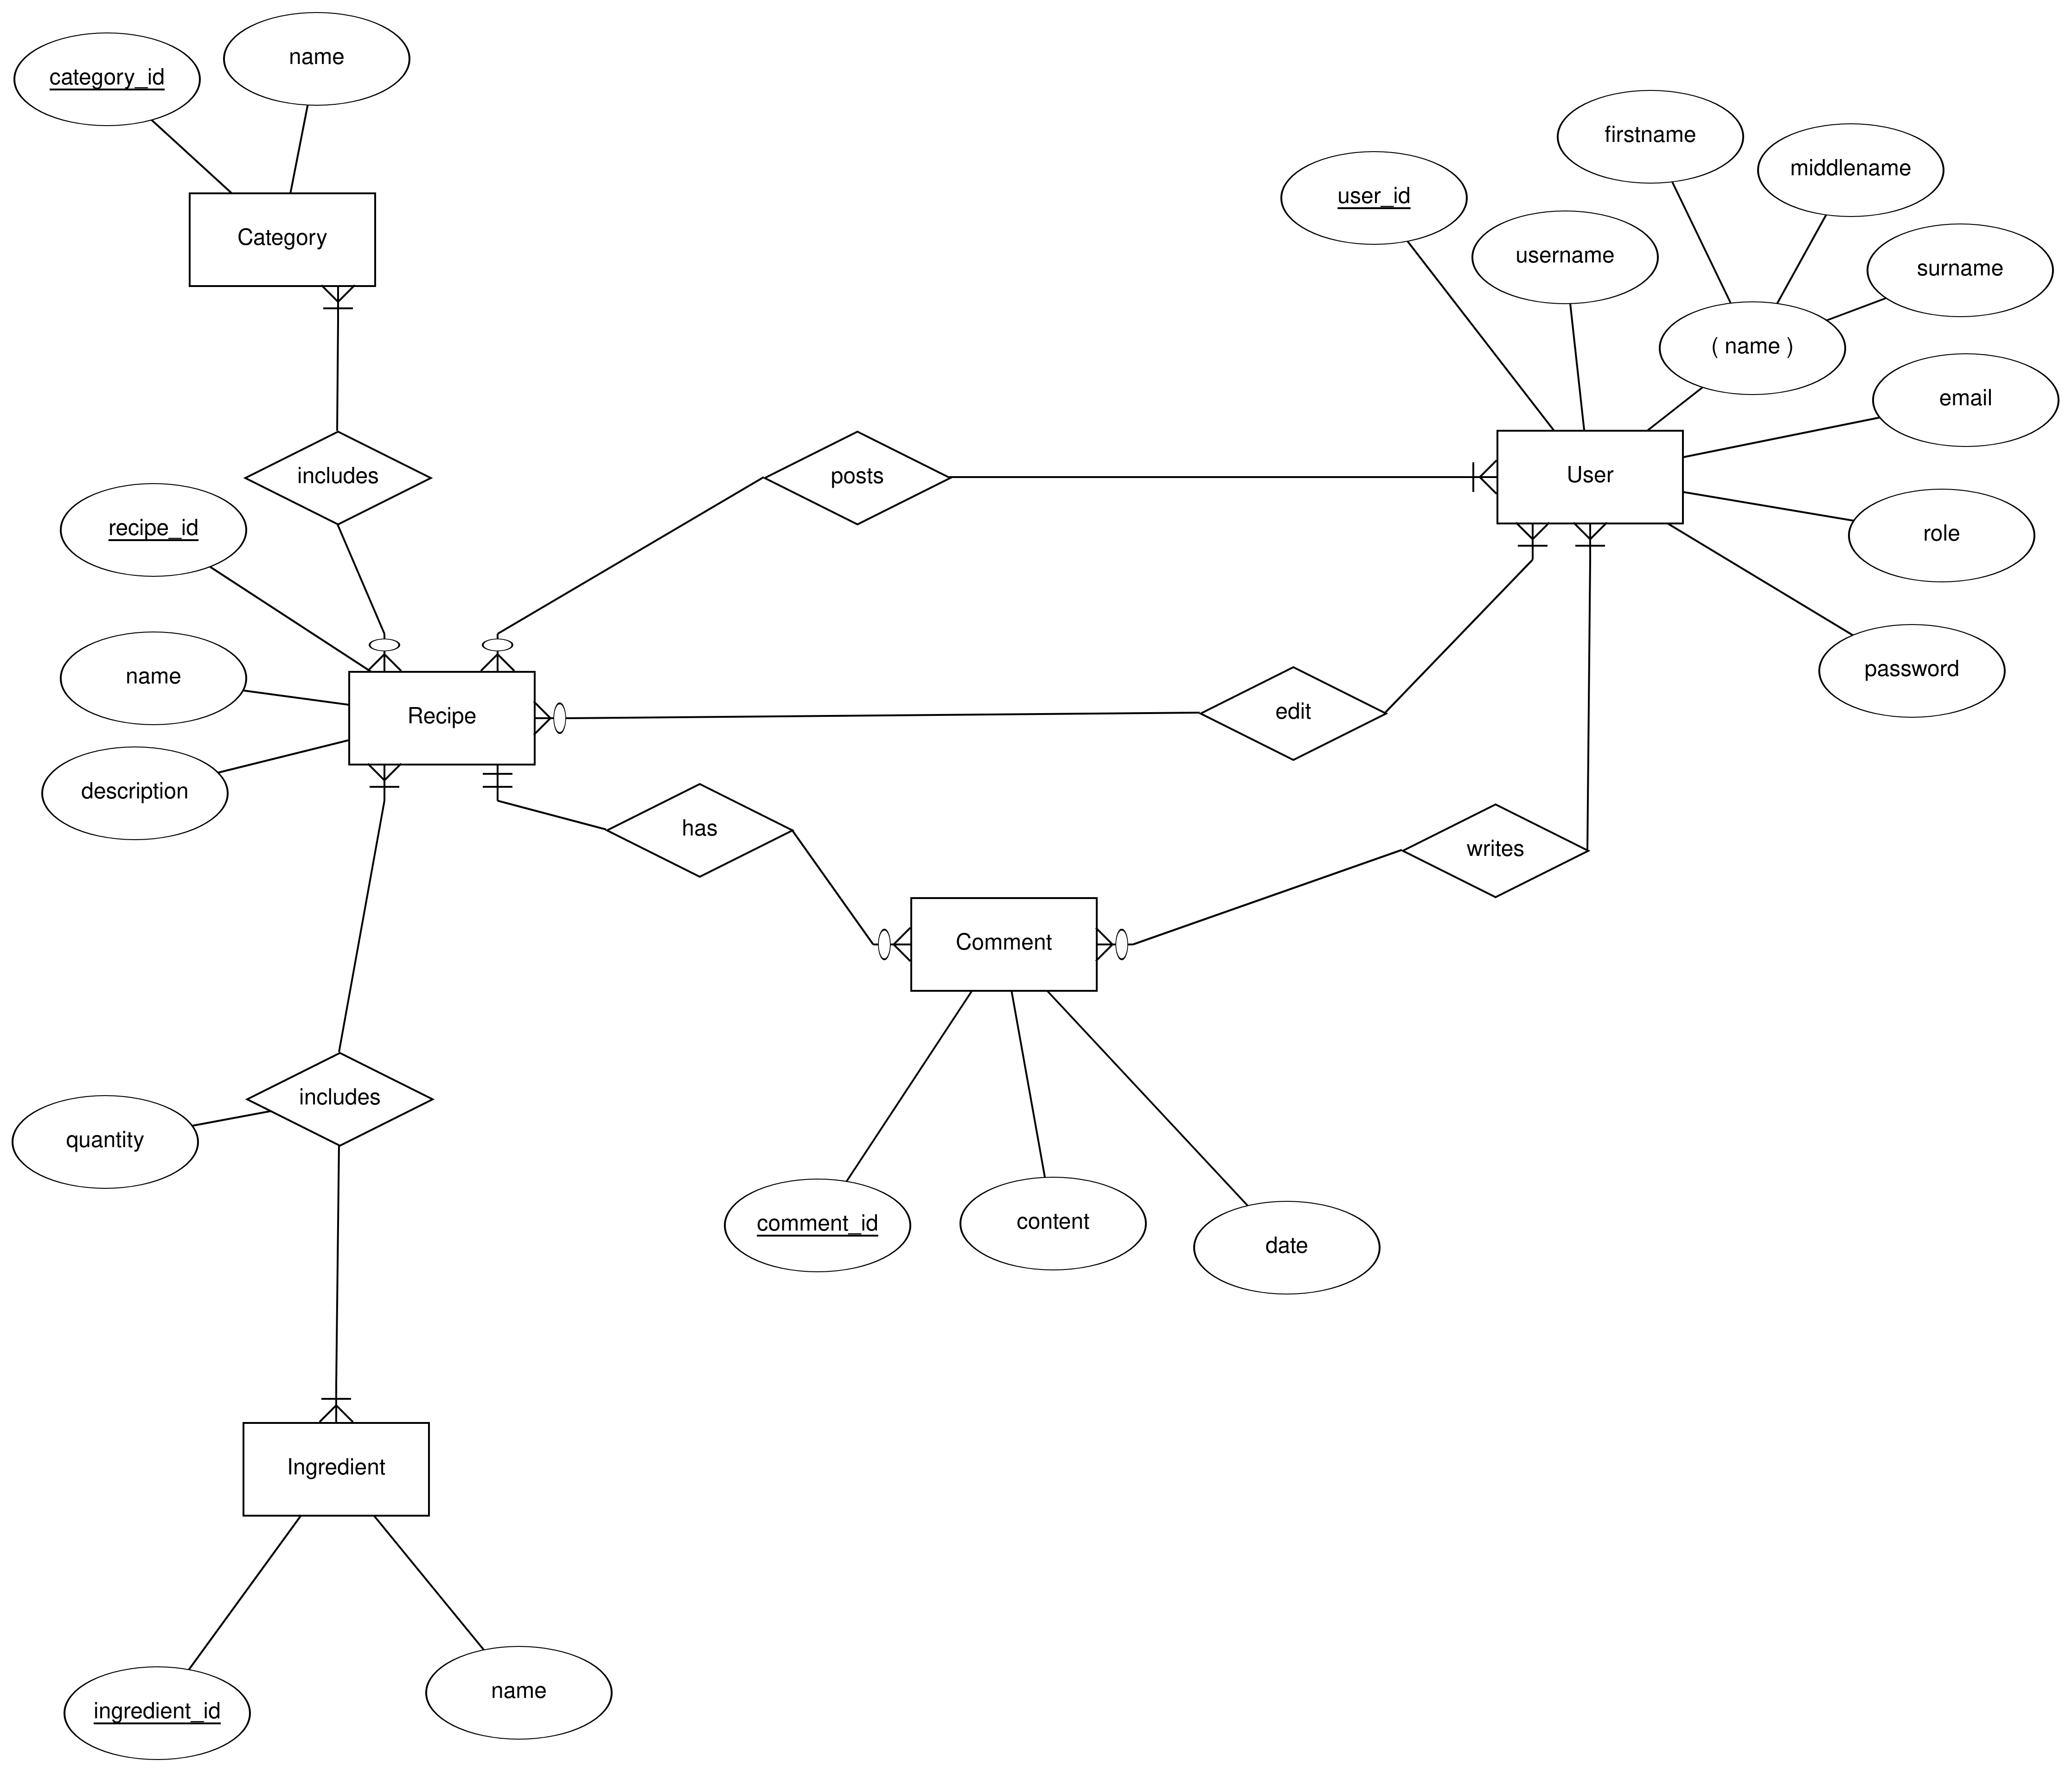 category_id
name
Category
includes
recipe_id
name
description
Recipe
posts
user_id
username
firstname
middlename
surname
( name )
email
role
password
User
edit
has
writes
Comment
comment_id
content
date
includes
quantity
Ingredient
ingredient_id
name